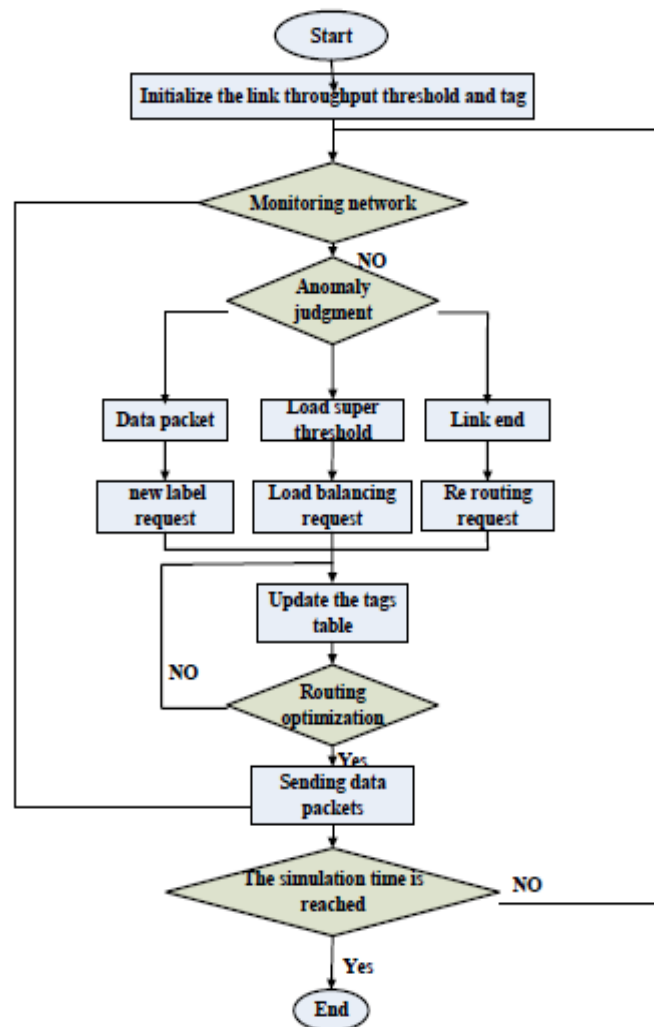 Start
Initialize the link throughput threshold and tag
Monitoring network
NO
Anomaly
judgment
Data packet
Load super
threshold
Link end
new label
request
Load balancing
request
Re routing
request
Update the tags
table
NO
Routing
optimization
Yes
Sending data
packets
The simulation time is
reached
NO
Yes
End